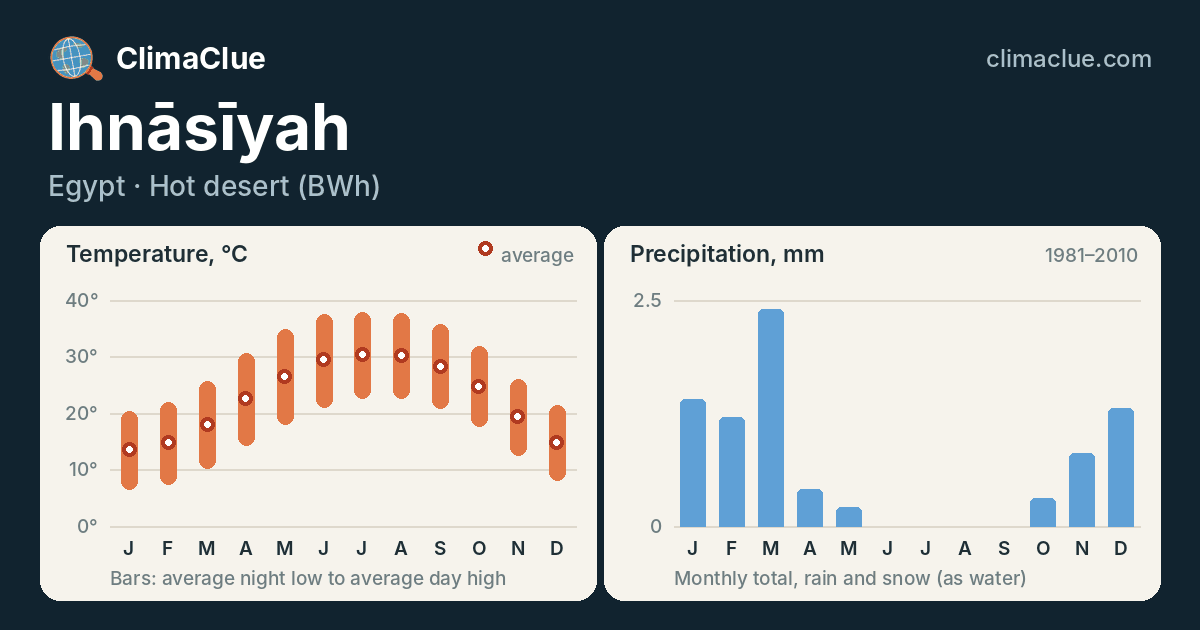 ClimaClue
climaclue.com
Ihnāsīyah
Egypt · Hot desert (BWh)
Temperature, °C
average
40°
30°
20°
10°
0°
J F M A M J J A S O N D
Bars: average night low to average day high
Precipitation, mm
1981–2010
2.5
0
J F M A M J J A S O N D
Monthly total, rain and snow (as water)